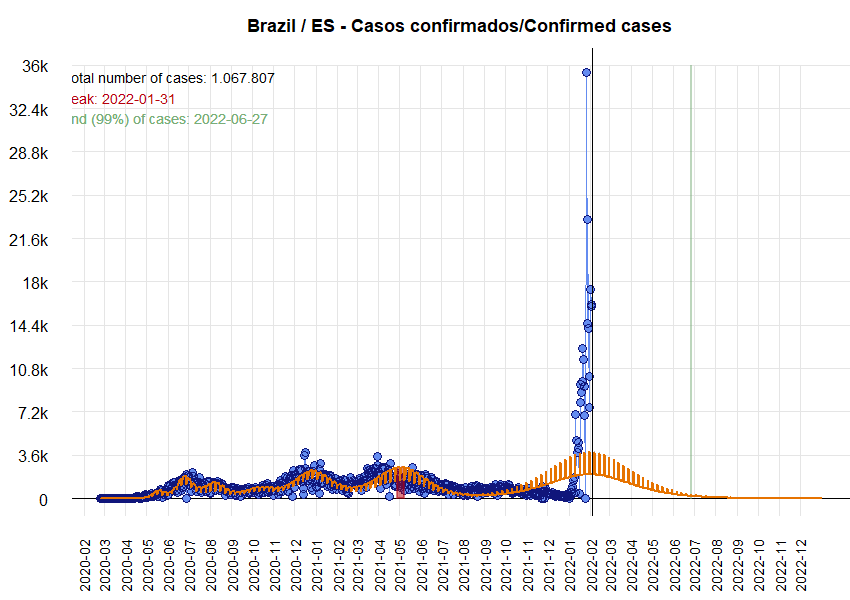 Brazil / ES - Casos confirmados/Confirmed cases
otal number of cases: 1.067.807
eak: 2022-01-31
nd (99%) of cases: 2022-06-27
36k
32.4k
28.8k
25.2k
21.6k
18k
14.4k
10.8k
7.2k
3.6k
0
2020-02
2020-03
2020-04
2020-05
2020-06
2020-07
2020-08
2020-09
2020-10
2020-11
2020-12
2021-01
2021-02
2021-03
2021-04
2021-05
2021-06
2021-07
2021-08
2021-09
2021-10
2021-11
2021-12
2022-01
2022-02
2022-03
2022-04
2022-05
2022-06
2022-07
2022-08
2022-09
2022-10
2022-11
2022-12